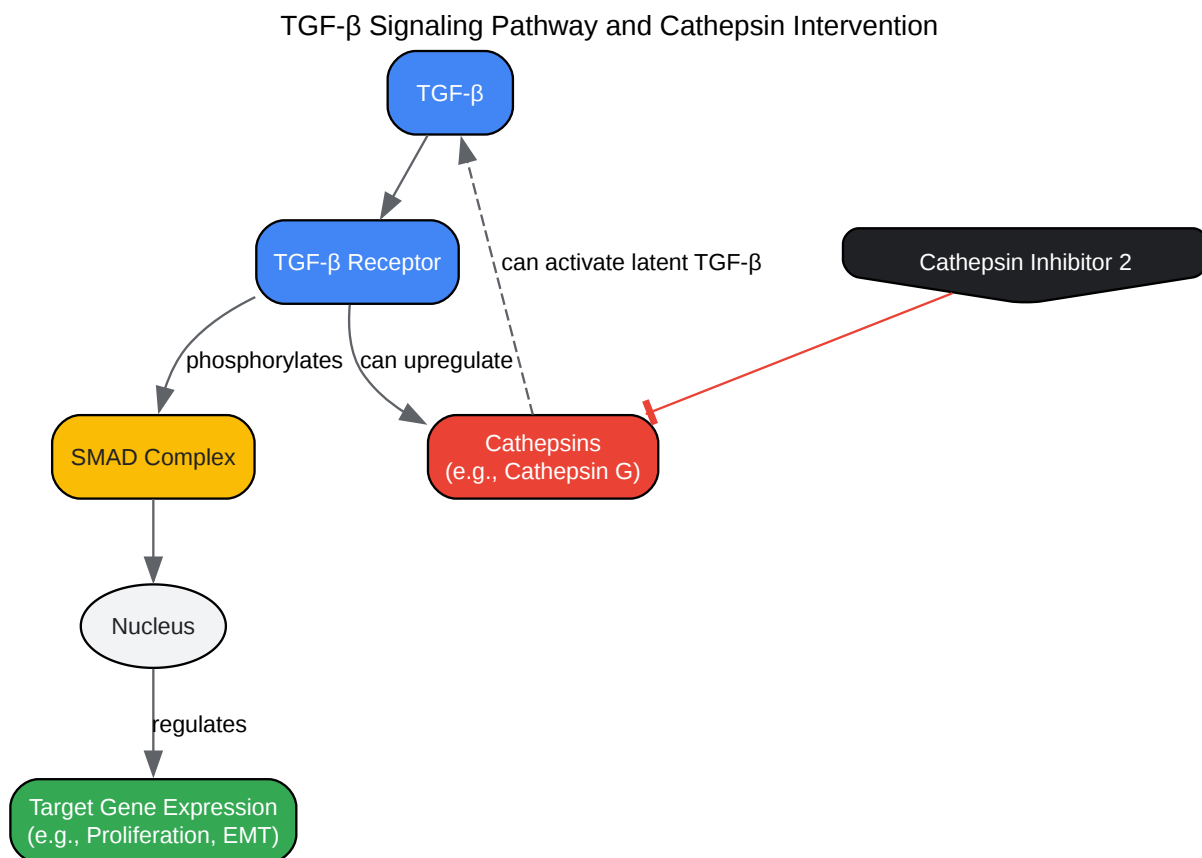 TGF-β Signaling Pathway and Cathepsin Intervention
TGF-β
TGF-β Receptor
can activate latent TGF-β
Cathepsin Inhibitor 2
phosphorylates
can upregulate
SMAD Complex
Cathepsins
(e.g., Cathepsin G)
Nucleus
regulates
Target Gene Expression
(e.g., Proliferation, EMT)